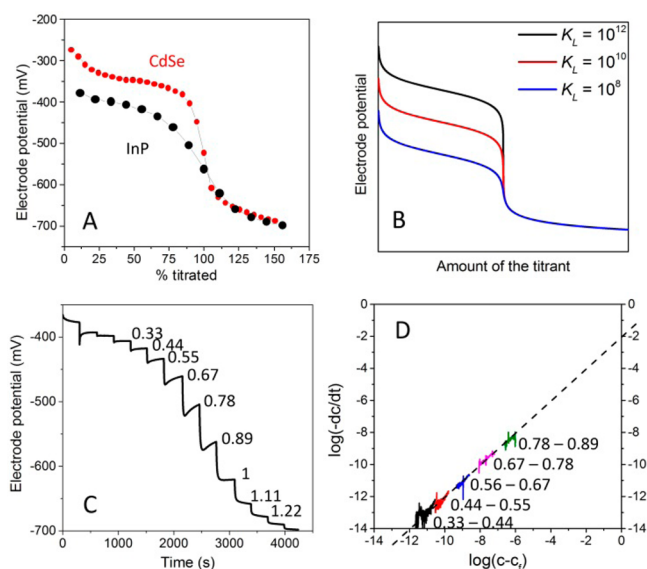 -200
-300
-400
-500
-600
-700
Electrode potential (mV)
CdSe
InP
A
0 25 50 75 100 125 150 175
% titrated
Electrode potential
K_L = 10^12
K_L = 10^10
K_L = 10^8
B
Amount of the titrant
-400
-500
-600
-700
Electrode potential (mV)
C
0.33
0.44
0.55
0.67
0.78
0.89
1
1.11
1.22
0 1000 2000 3000 4000
Time (s)
0
-2
-4
-6
-8
-10
-12
-14
log(-dc/dt)
D
0
-2
-4
-6
-8
-10
-12
-14
0.78 – 0.89
0.67 – 0.78
0.56 – 0.67
0.44 – 0.55
0.33 – 0.44
-14 -12 -10 -8 -6 -4 -2 0
log(c-c_f)